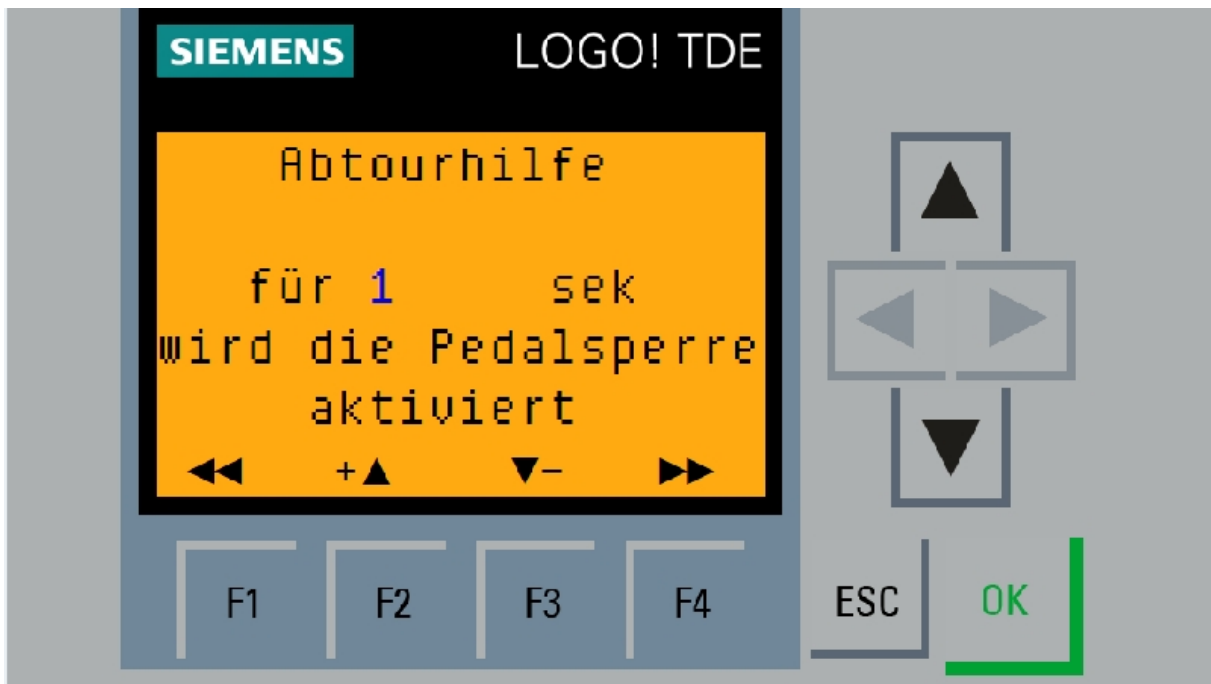 SIEMENS LOGO! TDE
Abtourhilfe
für 1 sek
wird die Pedalsperre
aktiviert
◀◀ +▲ ▼- ▶▶
F1 F2 F3 F4 ESC OK